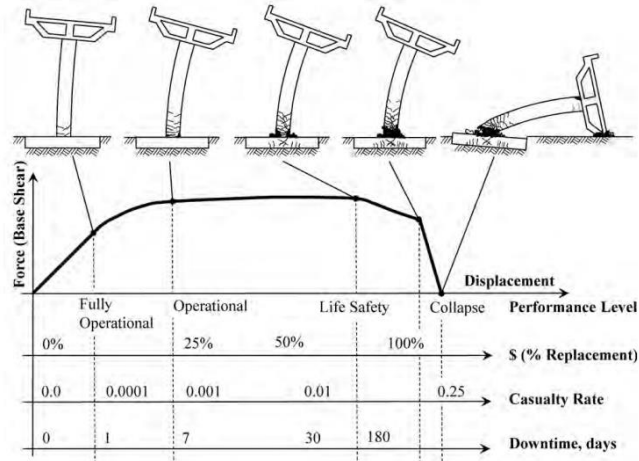 Force (Base Shear)
Displacement
Fully
Operational
Operational
Life Safety
Collapse
Performance Level
0%
25%
50%
100%
$ (% Replacement)
0.0
0.0001
0.001
0.01
0.25
Casualty Rate
0
1
7
30
180
Downtime, days